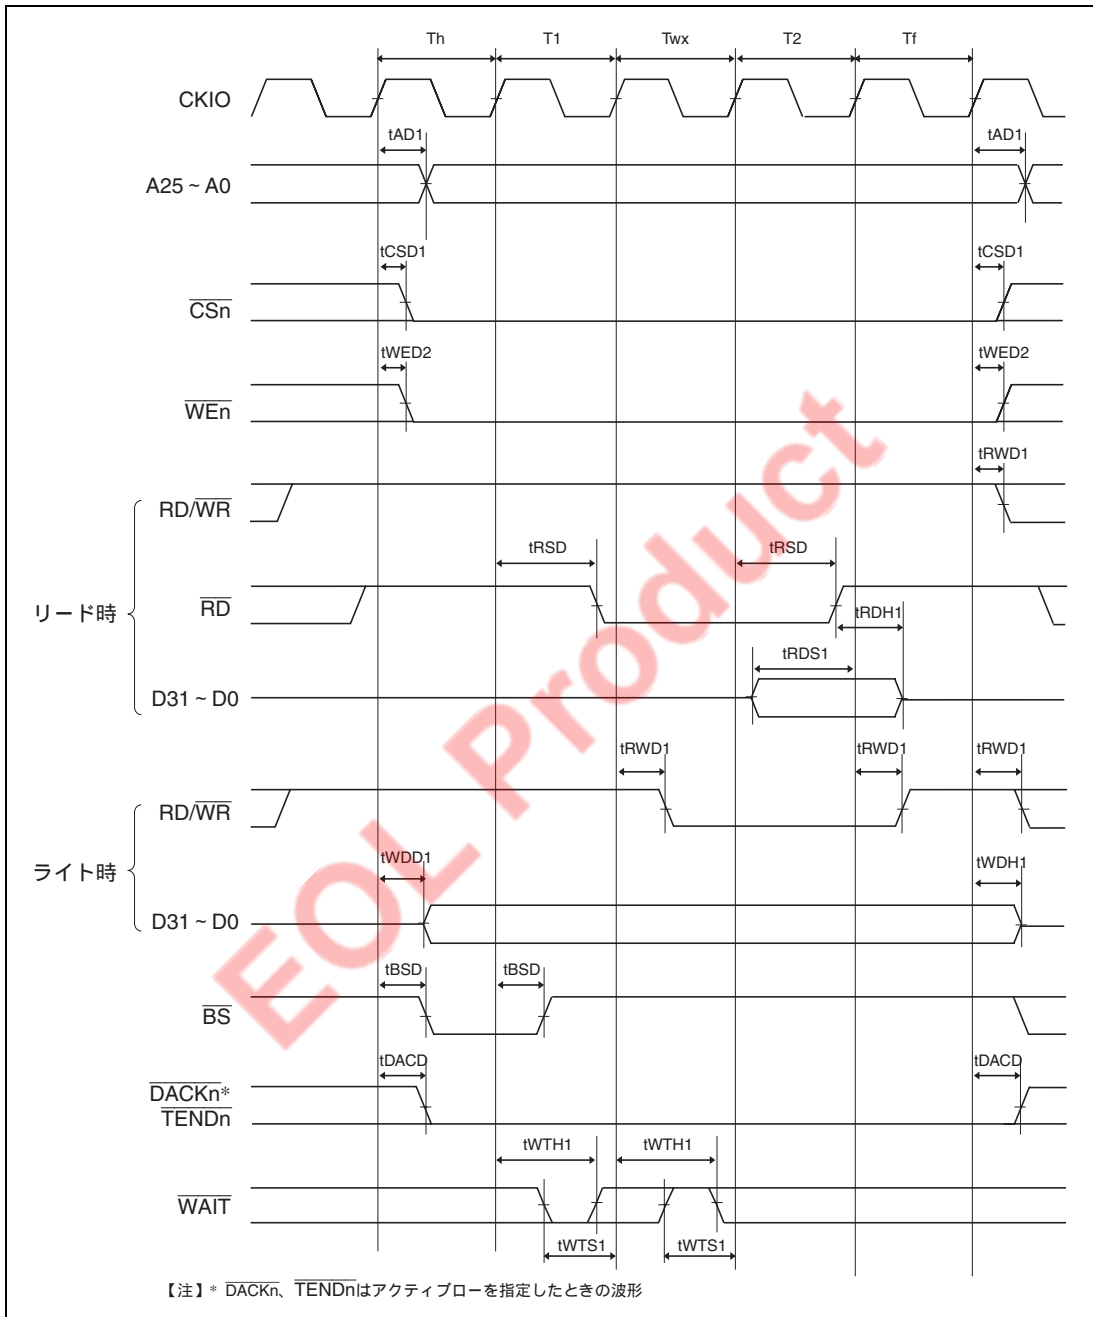 Th T1 Twx T2 Tf
CKIO
tAD1 tAD1
A25 ~ A0
tCSD1 tCSD1
CSn
tWED2 tWED2
WEn
tRWD1
RD/WR
tRSD tRSD
リード時
RD
tRDH1
tRDS1
D31 ~ D0
tRWD1 tRWD1 tRWD1
RD/WR
ライト時
tWDD1 tWDH1
D31 ~ D0
tBSD tBSD
BS
tDACD tDACD
DACKn*
TENDn
tWTH1 tWTH1
WAIT
tWTS1 tWTS1
【注】* DACKn、TENDnはアクティブローを指定したときの波形
EOL Product